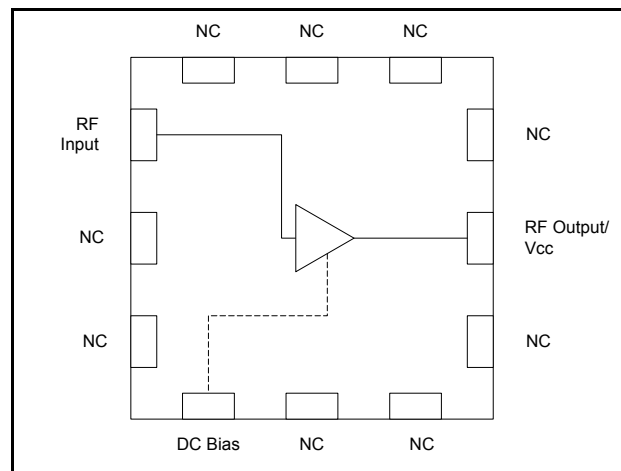 NC NC NC
RF
Input
NC
NC
RF Output/
Vcc
NC
NC
DC Bias NC NC